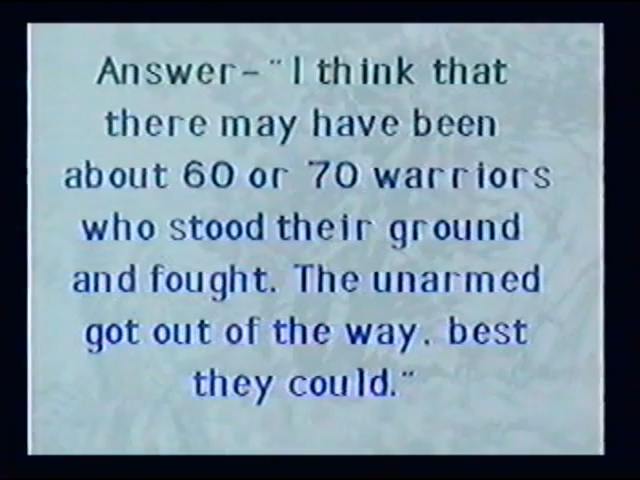 Answer-"I think that
there may have been
about 60 or 70 warriors
who stood their ground
and fought. The unarmed
got out of the way. best
they could."